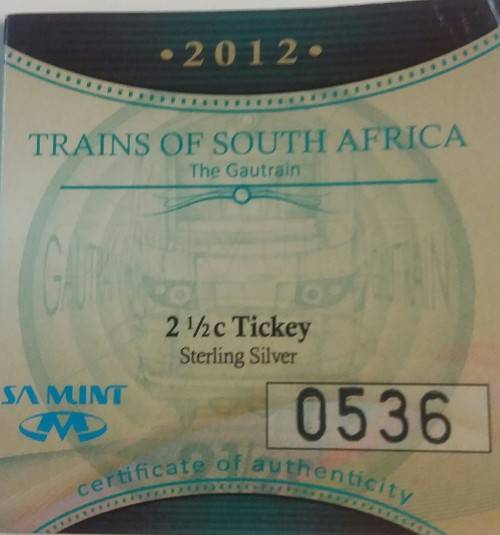 •2012•
TRAINS OF SOUTH AFRICA
The Gautrain
2 ½c Tickey
Sterling Silver
SA MINT
0536
certificate of authenticity